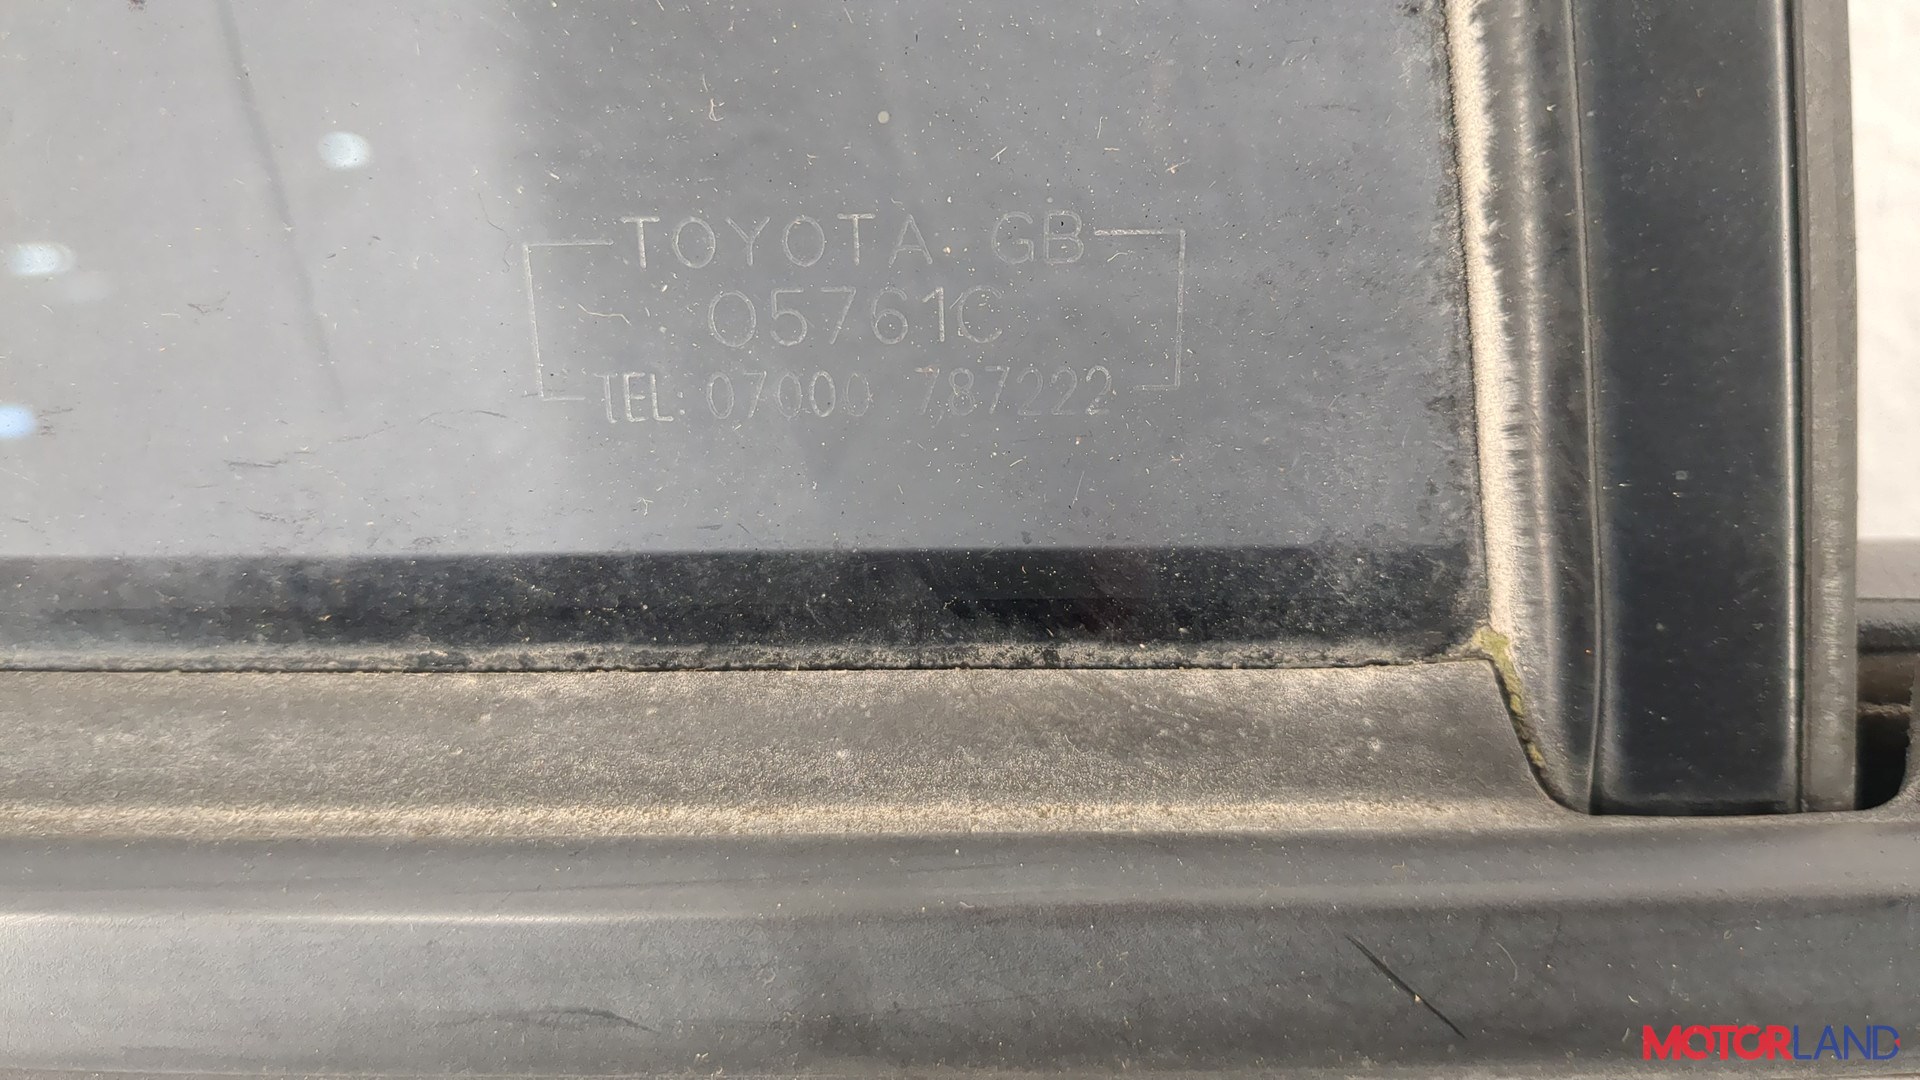 TOYOTA GB
05761C
TEL: 07000 787222
MOTORLAND